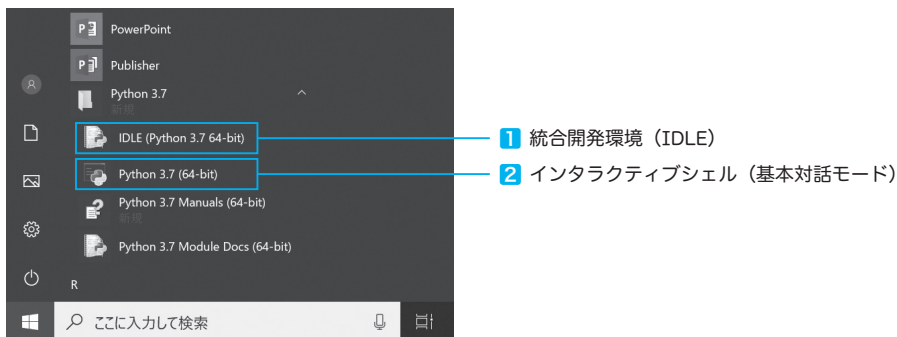 PowerPoint
Publisher
Python 3.7
新規
IDLE (Python 3.7 64-bit)
1 統合開発環境（IDLE）
Python 3.7 (64-bit)
2 インタラクティブシェル（基本対話モード）
Python 3.7 Manuals (64-bit)
新規
Python 3.7 Module Docs (64-bit)
R
ここに入力して検索